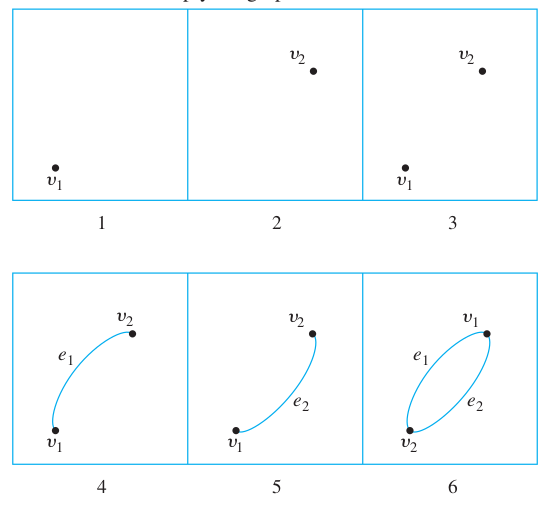 v₂ v₂
v₁ v₁
1 2 3
v₂ v₂ v₁
e₁ e₁
e₂ e₂
v₁ v₁ v₂
4 5 6